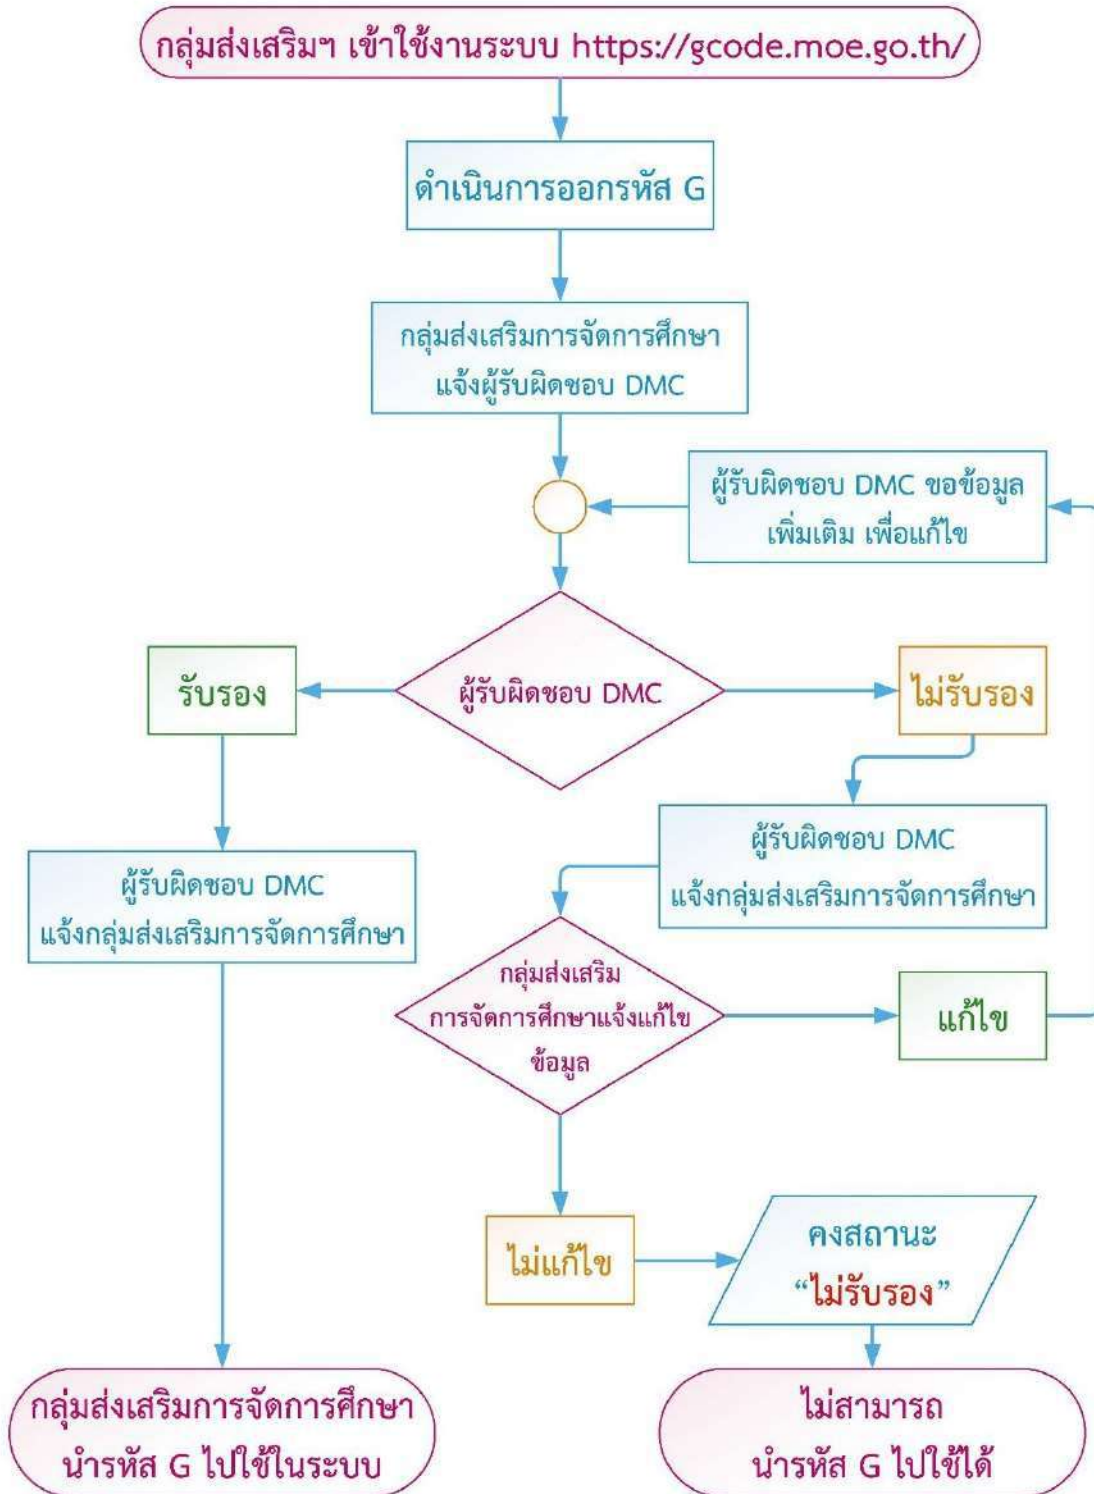 กลุ่มส่งเสริมฯ เข้าใช้งานระบบ https://gcode.moe.go.th/
ดำเนินการออกรหัส G
กลุ่มส่งเสริมการจัดการศึกษา
แจ้งผู้รับผิดชอบ DMC
ผู้รับผิดชอบ DMC ขอข้อมูล
เพิ่มเติม เพื่อแก้ไข
รับรอง
ผู้รับผิดชอบ DMC
ไม่รับรอง
ผู้รับผิดชอบ DMC
แจ้งกลุ่มส่งเสริมการจัดการศึกษา
ผู้รับผิดชอบ DMC
แจ้งกลุ่มส่งเสริมการจัดการศึกษา
กลุ่มส่งเสริม
การจัดการศึกษาแจ้งแก้ไข
ข้อมูล
แก้ไข
ไม่แก้ไข
คงสถานะ
“ไม่รับรอง”
กลุ่มส่งเสริมการจัดการศึกษา
นำรหัส G ไปใช้ในระบบ
ไม่สามารถ
นำรหัส G ไปใช้ได้